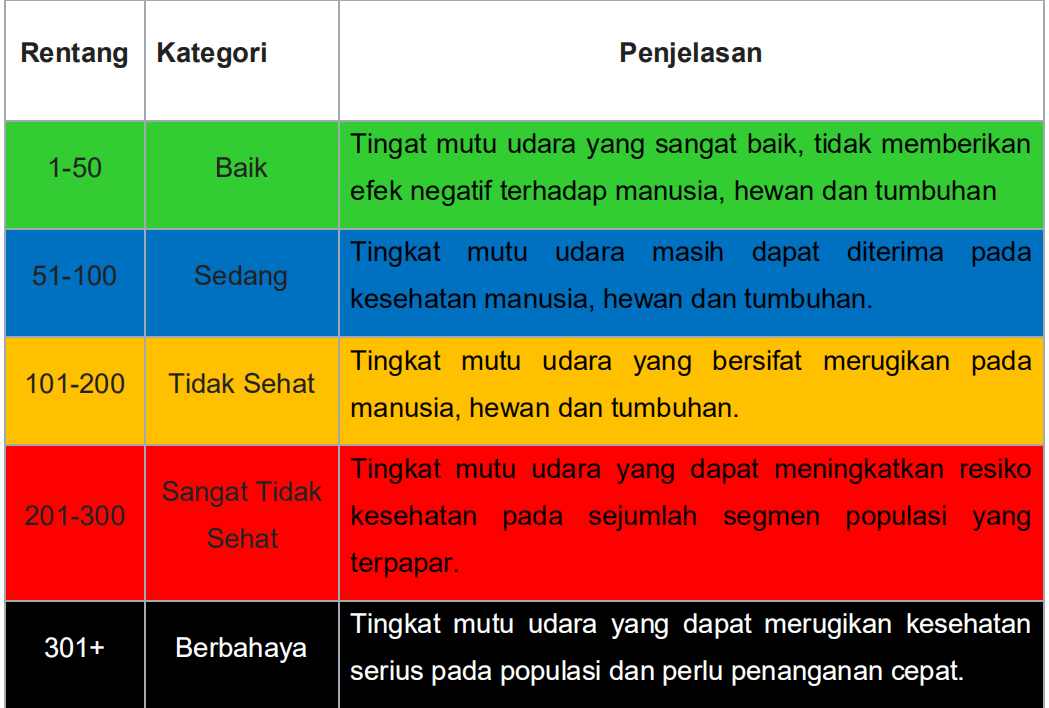 Rentang Kategori Penjelasan
1-50 Baik Tingat mutu udara yang sangat baik, tidak memberikan
efek negatif terhadap manusia, hewan dan tumbuhan
51-100 Sedang Tingkat mutu udara masih dapat diterima pada
kesehatan manusia, hewan dan tumbuhan.
101-200 Tidak Sehat Tingkat mutu udara yang bersifat merugikan pada
manusia, hewan dan tumbuhan.
201-300 Sangat Tidak
Sehat
Tingkat mutu udara yang dapat meningkatkan resiko
kesehatan pada sejumlah segmen populasi yang
terpapar.
301+ Berbahaya Tingkat mutu udara yang dapat merugikan kesehatan
serius pada populasi dan perlu penanganan cepat.